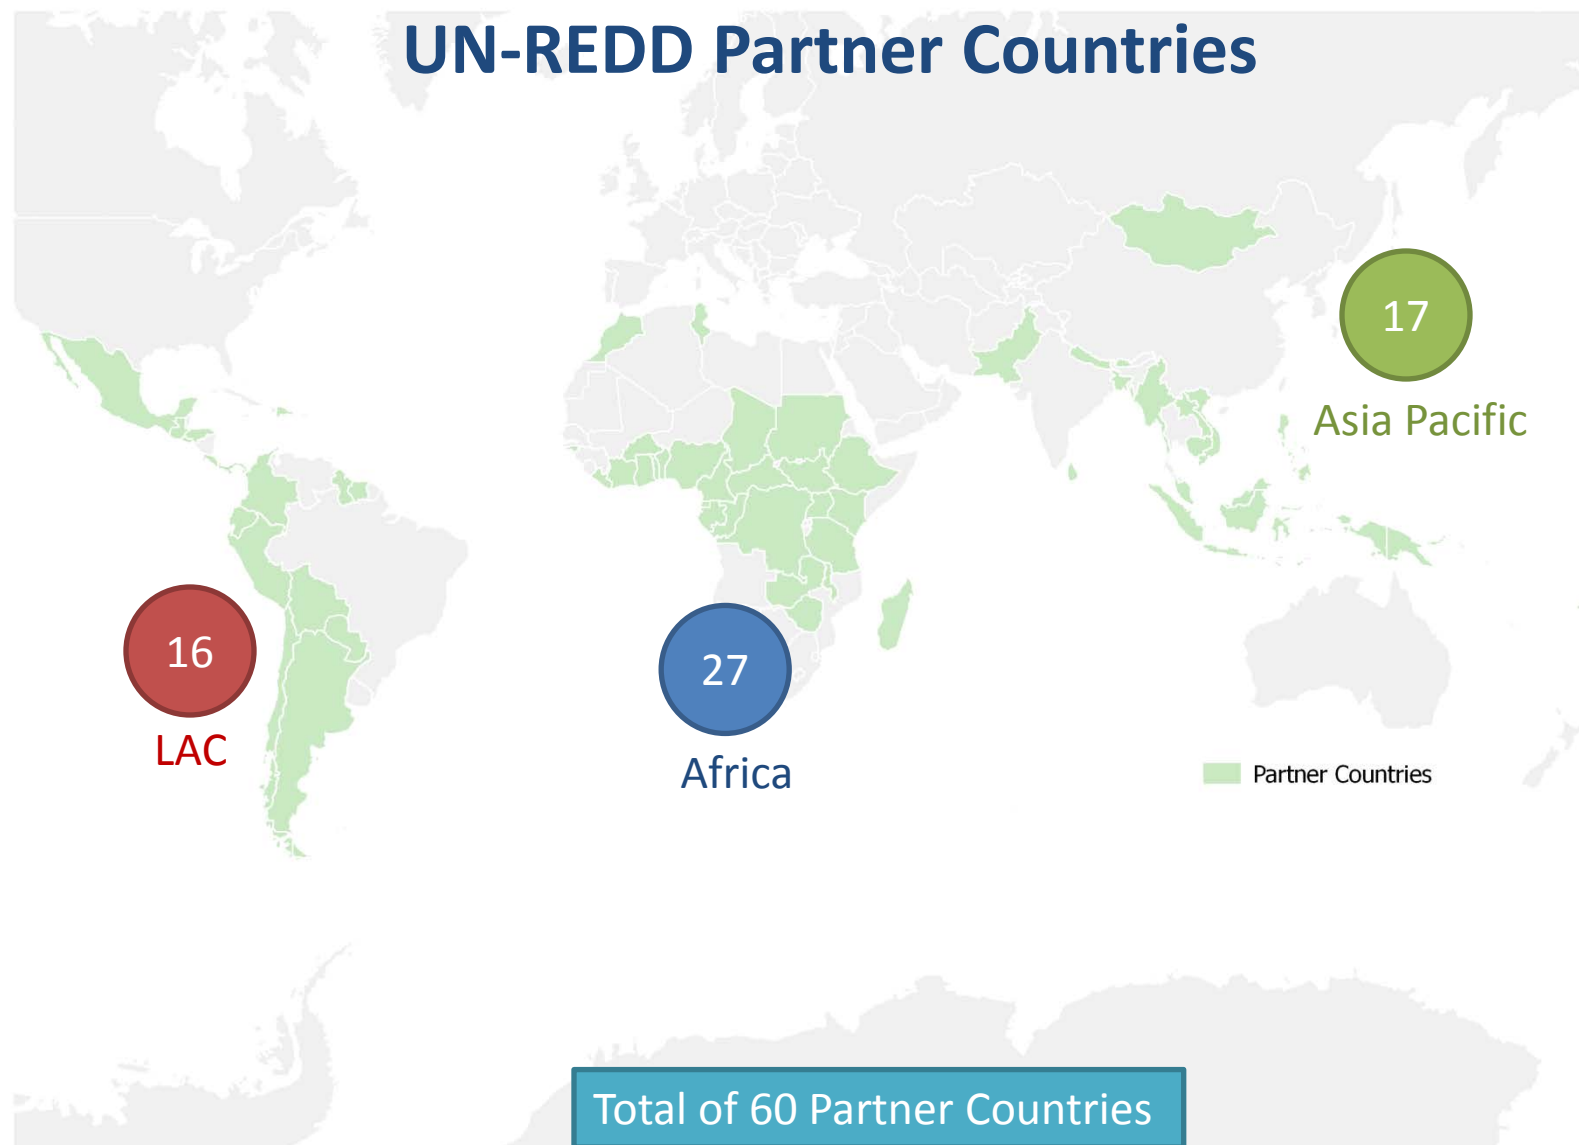 UN-REDD Partner Countries
17
Asia Pacific
16
LAC
27
Africa
Partner Countries
Total of 60 Partner Countries